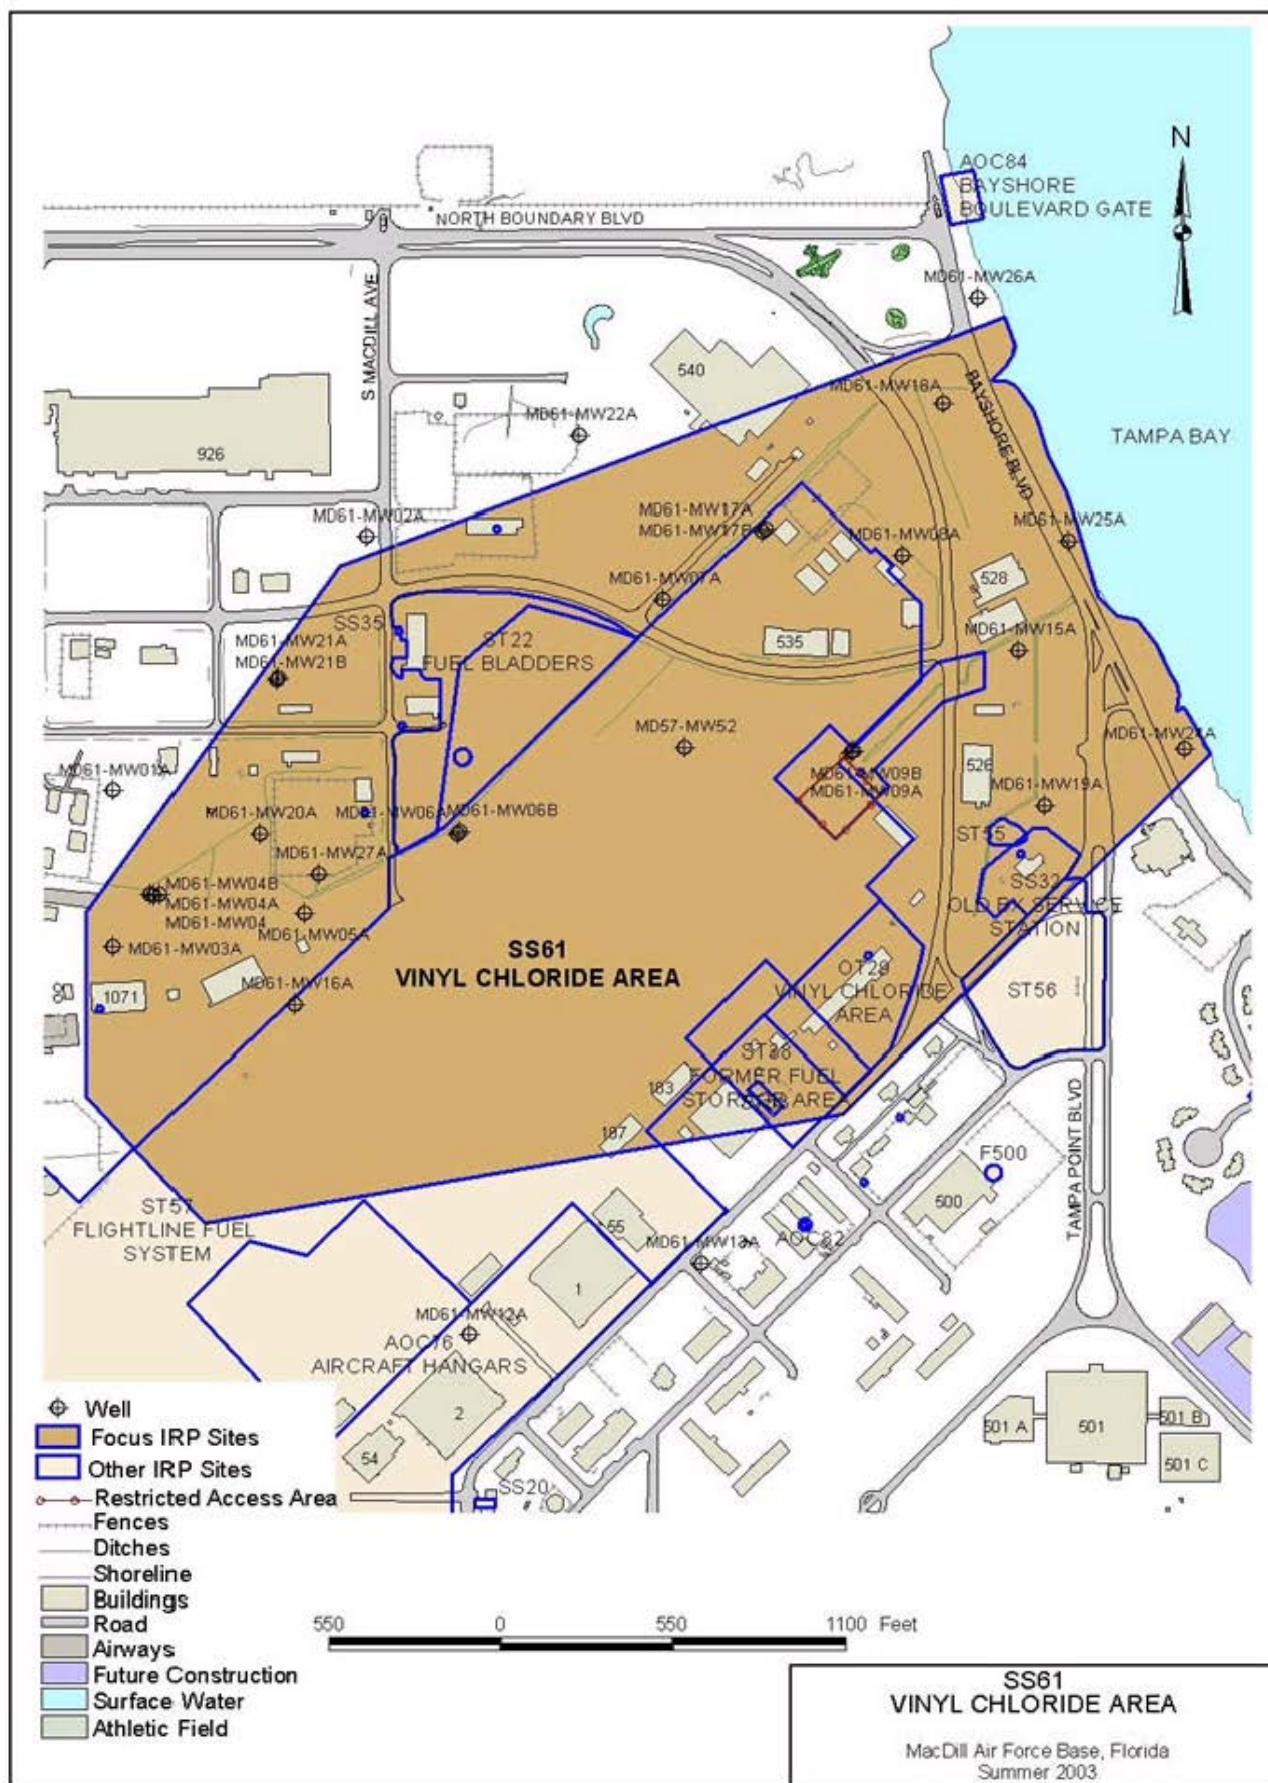 N
AOC84
BAYSHORE
BOULEVARD GATE
NORTH BOUNDARY BLVD
MD61-MW26A
S MACDILL AVE
540
MD61-MW18A
BAYSHORE BLVD
MD61-MW22A
TAMPA BAY
926
MD61-MW02A
MD61-MW17A
MD61-MW17B
MD61-MW08A
MD61-MW25A
MD61-MW07A
528
SS35
ST22
FUEL BLADDERS
MD61-MW21A
MD61-MW21B
535
MD61-MW15A
MD57-MW52
MD61-MW24A
MD61-MW01A
MD61-MW09B
MD61-MW09A
526
MD61-MW19A
MD61-MW20A
MD61-MW06A
MD61-MW06B
ST55
MD61-MW27A
SS32
OLD BX SERVICE
STATION
MD61-MW04B
MD61-MW04A
MD61-MW04
MD61-MW05A
MD61-MW03A
SS61
VINYL CHLORIDE AREA
OT29
VINYL CHLORIDE
AREA
MD61-MW16A
1071
ST56
ST38
FORMER FUEL
STORAGE AREA
183
187
TAMPA POINT BLVD
F500
500
ST57
FLIGHTLINE FUEL
SYSTEM
55
MD61-MW13A
AOC82
1
MD61-MW12A
AOC76
AIRCRAFT HANGARS
2
54
501 A
501
501 B
501 C
SS20
Well
Focus IRP Sites
Other IRP Sites
Restricted Access Area
Fences
Ditches
Shoreline
Buildings
Road
Airways
Future Construction
Surface Water
Athletic Field
550 0 550 1100 Feet
SS61
VINYL CHLORIDE AREA
MacDill Air Force Base, Florida
Summer 2003